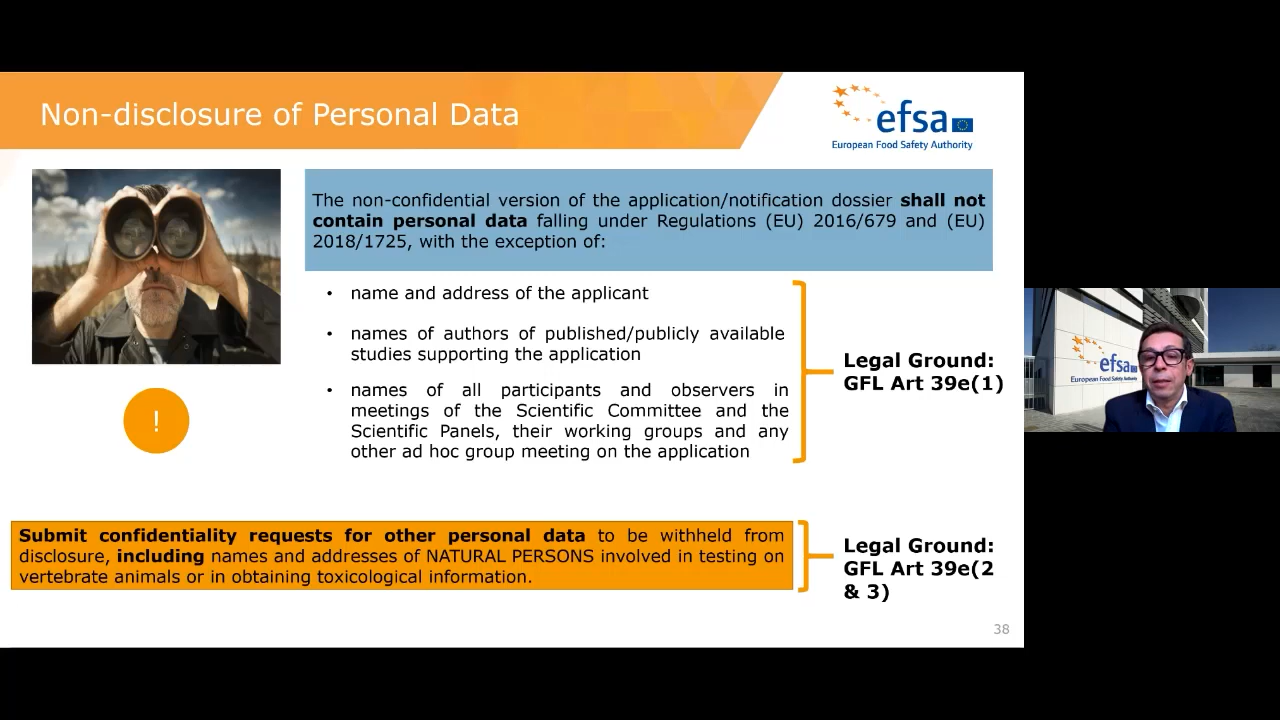 Non-disclosure of Personal Data
efsa
European Food Safety Authority
The non-confidential version of the application/notification dossier shall not
contain personal data falling under Regulations (EU) 2016/679 and (EU)
2018/1725, with the exception of:
• name and address of the applicant
• names of authors of published/publicly available
studies supporting the application
• names of all participants and observers in
meetings of the Scientific Committee and the
Scientific Panels, their working groups and any
other ad hoc group meeting on the application
Legal Ground:
GFL Art 39e(1)
!
Submit confidentiality requests for other personal data to be withheld from
disclosure, including names and addresses of NATURAL PERSONS involved in testing on
vertebrate animals or in obtaining toxicological information.
Legal Ground:
GFL Art 39e(2
& 3)
38
efsa
European Food Safety Authority